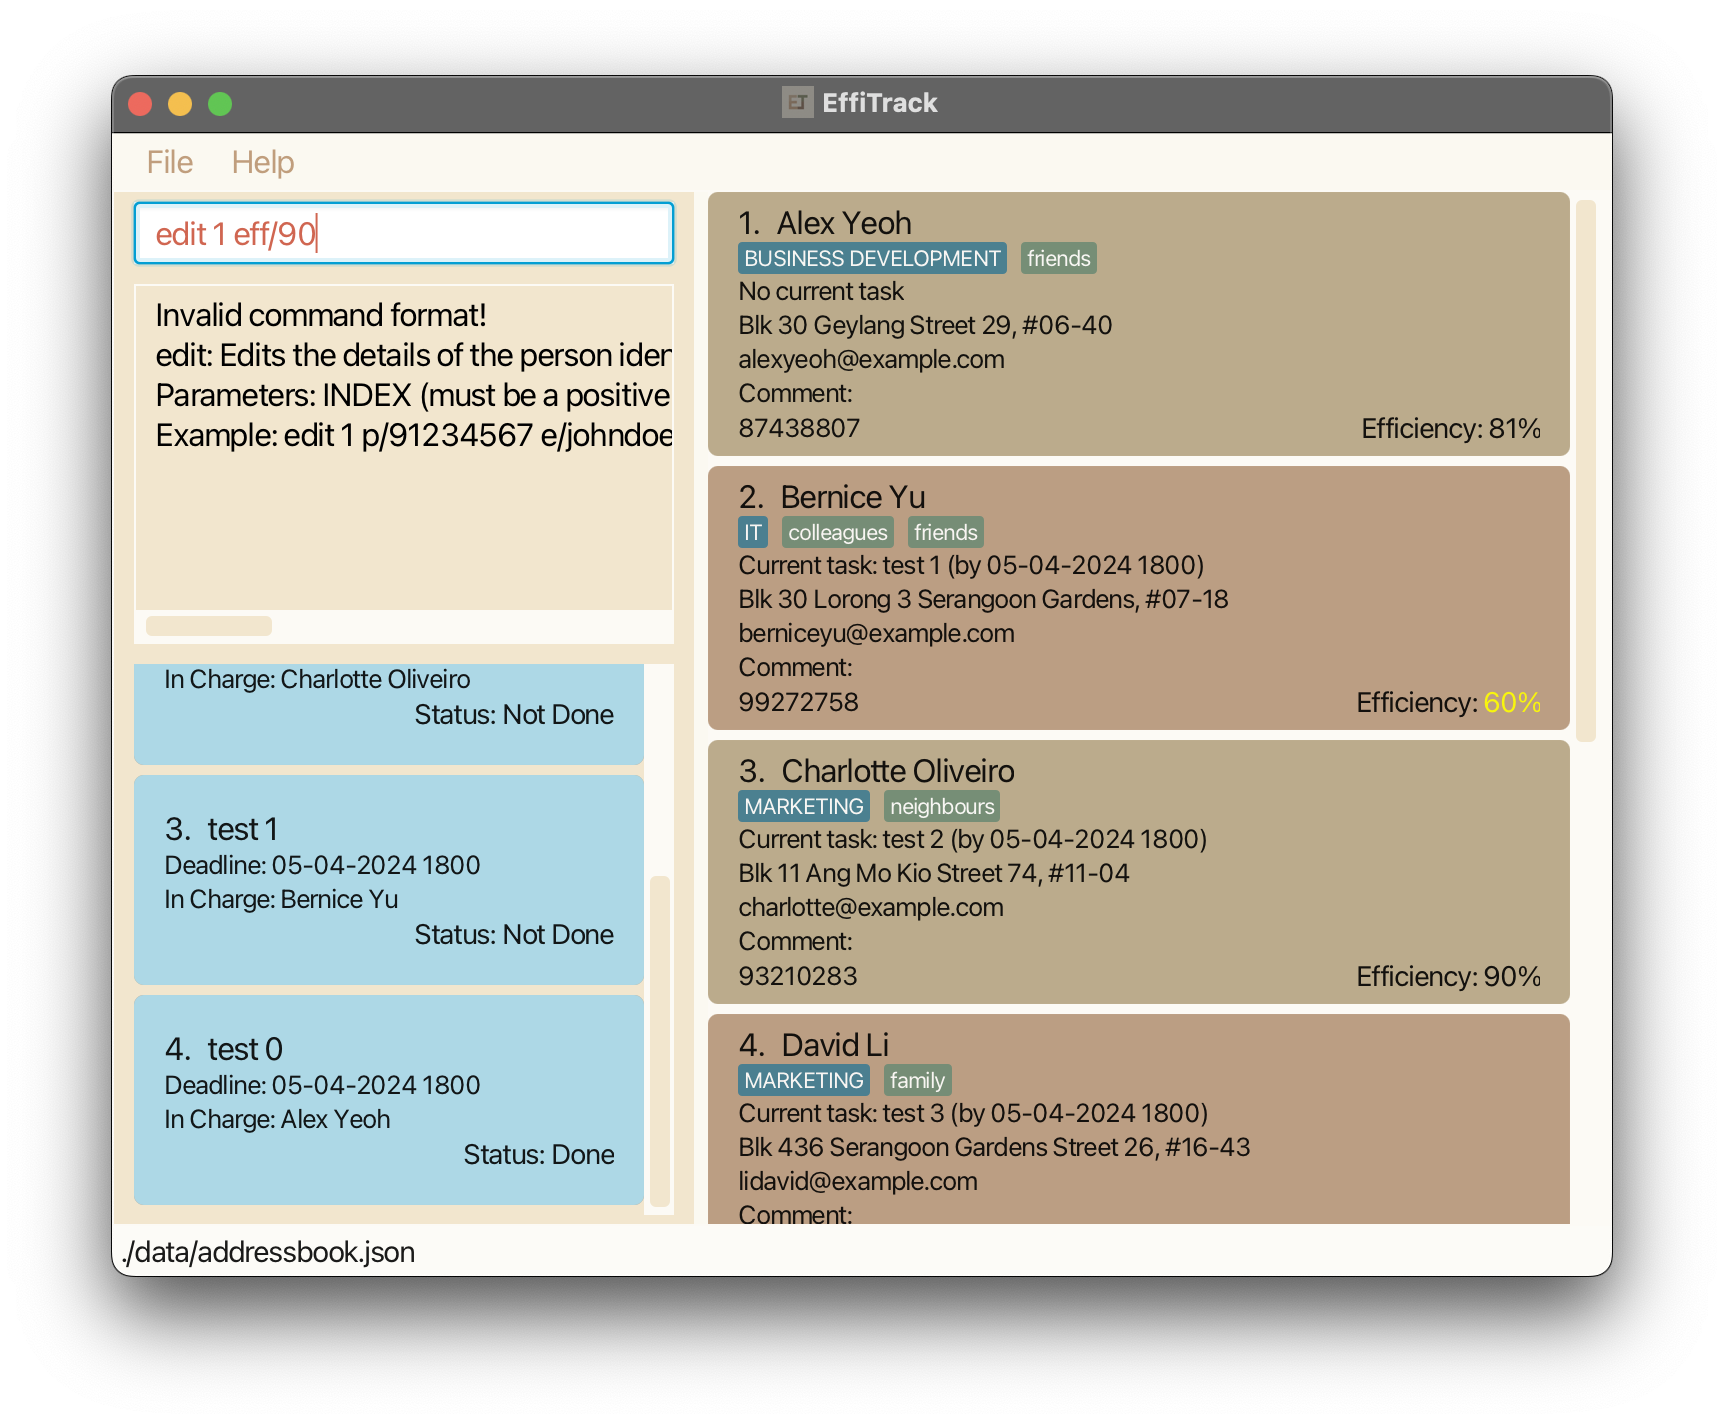 EffiTrack
File Help
edit 1 eff/90
Invalid command format!
edit: Edits the details of the person iden
Parameters: INDEX (must be a positive
Example: edit 1 p/91234567 e/johndoe
In Charge: Charlotte Oliveiro
Status: Not Done
3. test 1
Deadline: 05-04-2024 1800
In Charge: Bernice Yu
Status: Not Done
4. test 0
Deadline: 05-04-2024 1800
In Charge: Alex Yeoh
Status: Done
1. Alex Yeoh
BUSINESS DEVELOPMENT friends
No current task
Blk 30 Geylang Street 29, #06-40
alexyeoh@example.com
Comment:
87438807 Efficiency: 81%
2. Bernice Yu
IT colleagues friends
Current task: test 1 (by 05-04-2024 1800)
Blk 30 Lorong 3 Serangoon Gardens, #07-18
berniceyu@example.com
Comment:
99272758 Efficiency: 60%
3. Charlotte Oliveiro
MARKETING neighbours
Current task: test 2 (by 05-04-2024 1800)
Blk 11 Ang Mo Kio Street 74, #11-04
charlotte@example.com
Comment:
93210283 Efficiency: 90%
4. David Li
MARKETING family
Current task: test 3 (by 05-04-2024 1800)
Blk 436 Serangoon Gardens Street 26, #16-43
lidavid@example.com
Comment:
./data/addressbook.json